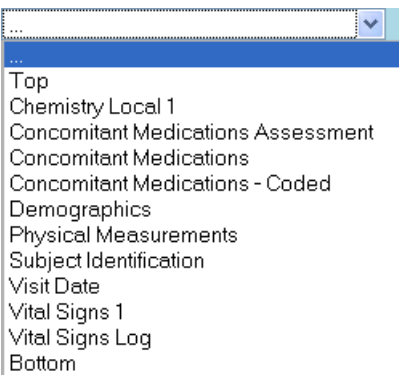 ...
...
Top
Chemistry Local 1
Concomitant Medications Assessment
Concomitant Medications
Concomitant Medications - Coded
Demographics
Physical Measurements
Subject Identification
Visit Date
Vital Signs 1
Vital Signs Log
Bottom